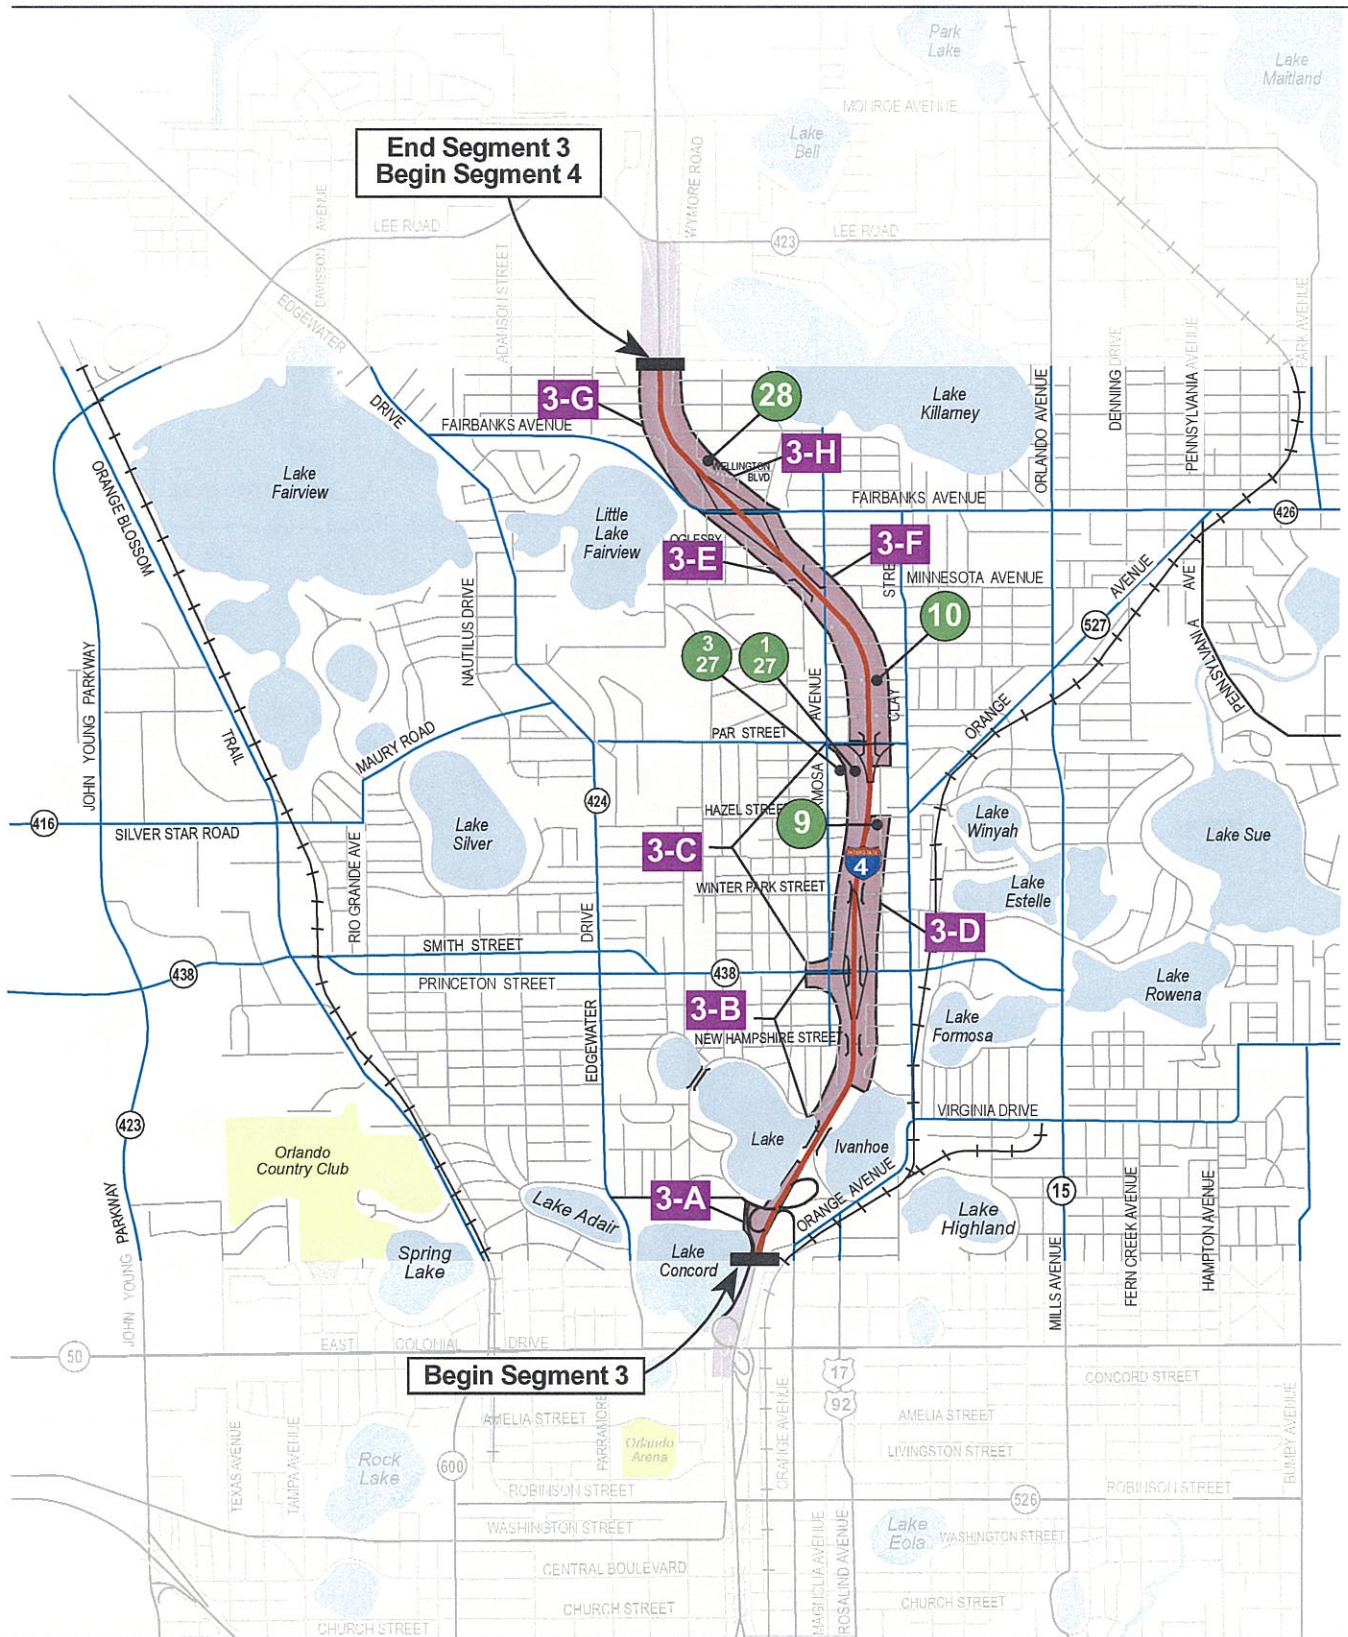 Park
Lake
Lake
Maitland
MONROE AVENUE
Lake
Bell
End Segment 3
Begin Segment 4
WYMORE ROAD
DAVISSON AVENUE
LEE ROAD
423
LEE ROAD
ADANSON STREET
EDGEWATER
DRIVE
PARK AVENUE
DENNING DRIVE
PENNSYLVANIA AVENUE
ORLANDO AVENUE
3-G
28
Lake
Killarney
FAIRBANKS AVENUE
3-H
WELLINGTON
BLVD
ORANGE BLOSSOM
TRAIL
Lake
Fairview
FAIRBANKS AVENUE
426
Little
Lake
Fairview
OGLESBY
3-E
3-F
STRE
MINNESOTA AVENUE
AVENUE
AVE
NAUTILUS DRIVE
10
527
3
27
1
27
PENNSYLVANIA
JOHN YOUNG PARKWAY
AVENUE
CLAY
ORANGE
PAR STREET
MAURY ROAD
MOSA
424
HAZEL STREE
9
416
SILVER STAR ROAD
Lake
Silver
Lake
Winyah
Lake Sue
3-C
INTERSTATE
4
RIO GRANDE AVE
WINTER PARK STREET
Lake
Estelle
DRIVE
3-D
SMITH STREET
438
438
PRINCETON STREET
Lake
Rowena
3-B
NEW HAMPSHIRE STREET
Lake
Formosa
EDGEWATER
423
VIRGINIA DRIVE
Orlando
Country Club
Lake
Ivanhoe
15
3-A
ORANGE AVENUE
Lake Adair
Lake
Highland
PARKWAY
JOHN YOUNG
Spring
Lake
Lake
Concord
MILLS AVENUE
FERN CREEK AVENUE
HAMPTON AVENUE
EAST COLONIAL DRIVE
50
Begin Segment 3
17
92
CONCORD STREET
AMELIA STREET
AMELIA STREET
PARRAMORE
Orlando
Arena
ORANGE AVENUE
LIVINGSTON STREET
BUMBY AVENUE
TEXAS AVENUE
TAMPA AVENUE
Rock
Lake
600
ROBINSON STREET
ROBINSON STREET
526
WASHINGTON STREET
Lake
Eola
WASHINGTON STREET
CENTRAL BOULEVARD
MAGNOLIA AVENUE
ROSALIND AVENUE
CHURCH STREET
CHURCH STREET
CHURCH STREET